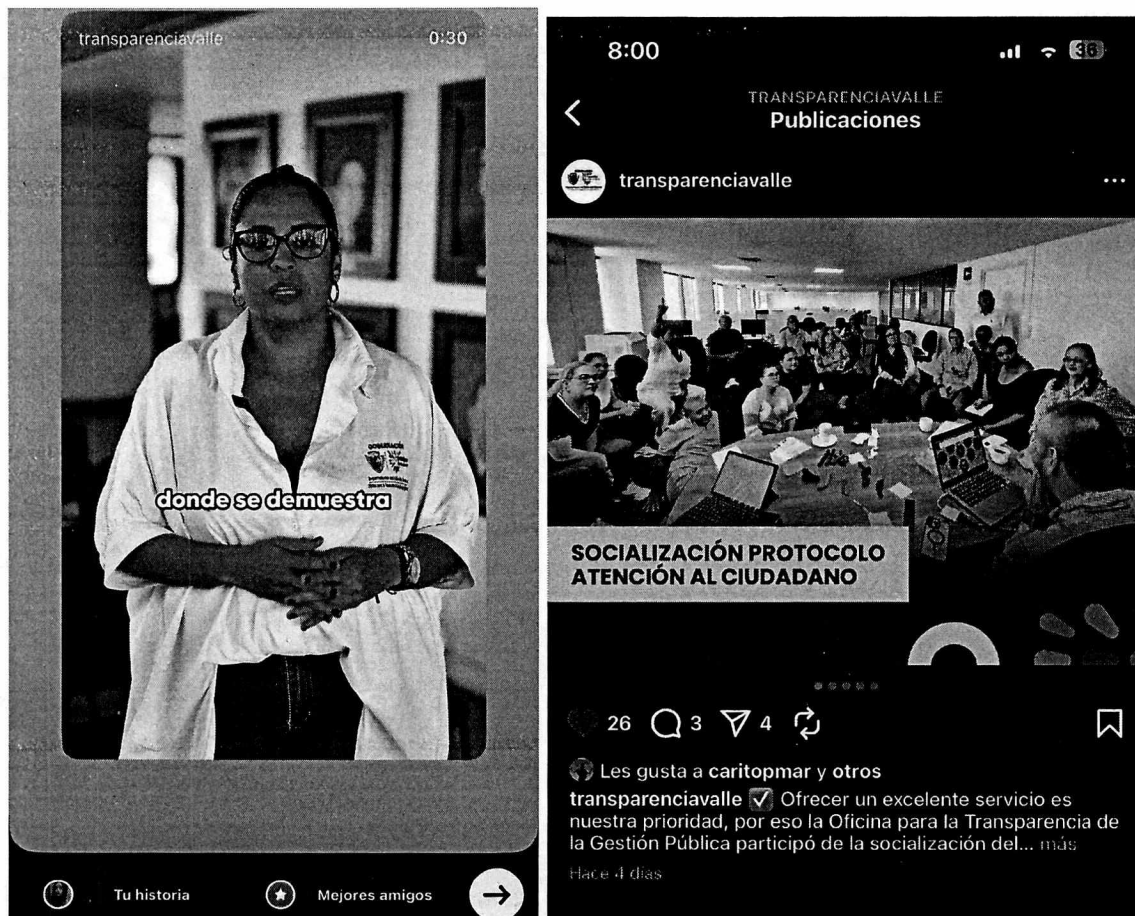 transparenciavalle 0:30
GOBERNACIÓN
donde se demuestra
Tu historia
Mejores amigos
8:00
38
TRANSPARENCIAVALLE
Publicaciones
transparenciavalle
SOCIALIZACIÓN PROTOCOLO
ATENCIÓN AL CIUDADANO
26 3 4
Les gusta a caritopmar y otros
transparenciavalle ✅ Ofrecer un excelente servicio es
nuestra prioridad, por eso la Oficina para la Transparencia de
la Gestión Pública participó de la socialización del... más
Hace 4 días